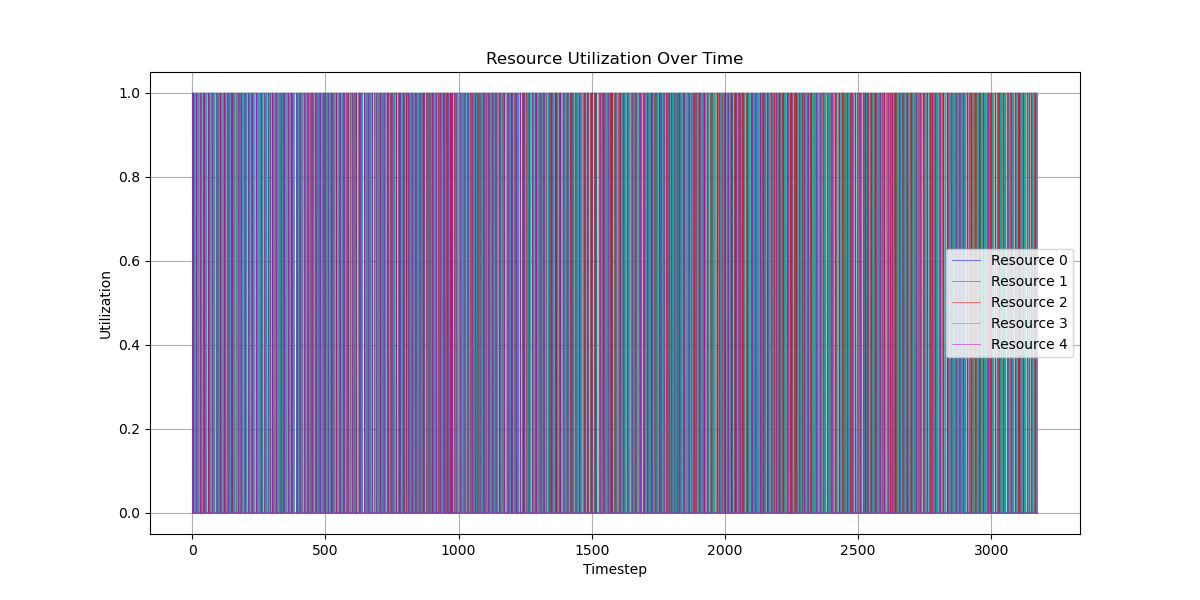 Resource Utilization Over Time
Utilization
1.0
0.8
0.6
0.4
0.2
0.0
Resource 0
Resource 1
Resource 2
Resource 3
Resource 4
0 500 1000 1500 2000 2500 3000
Timestep